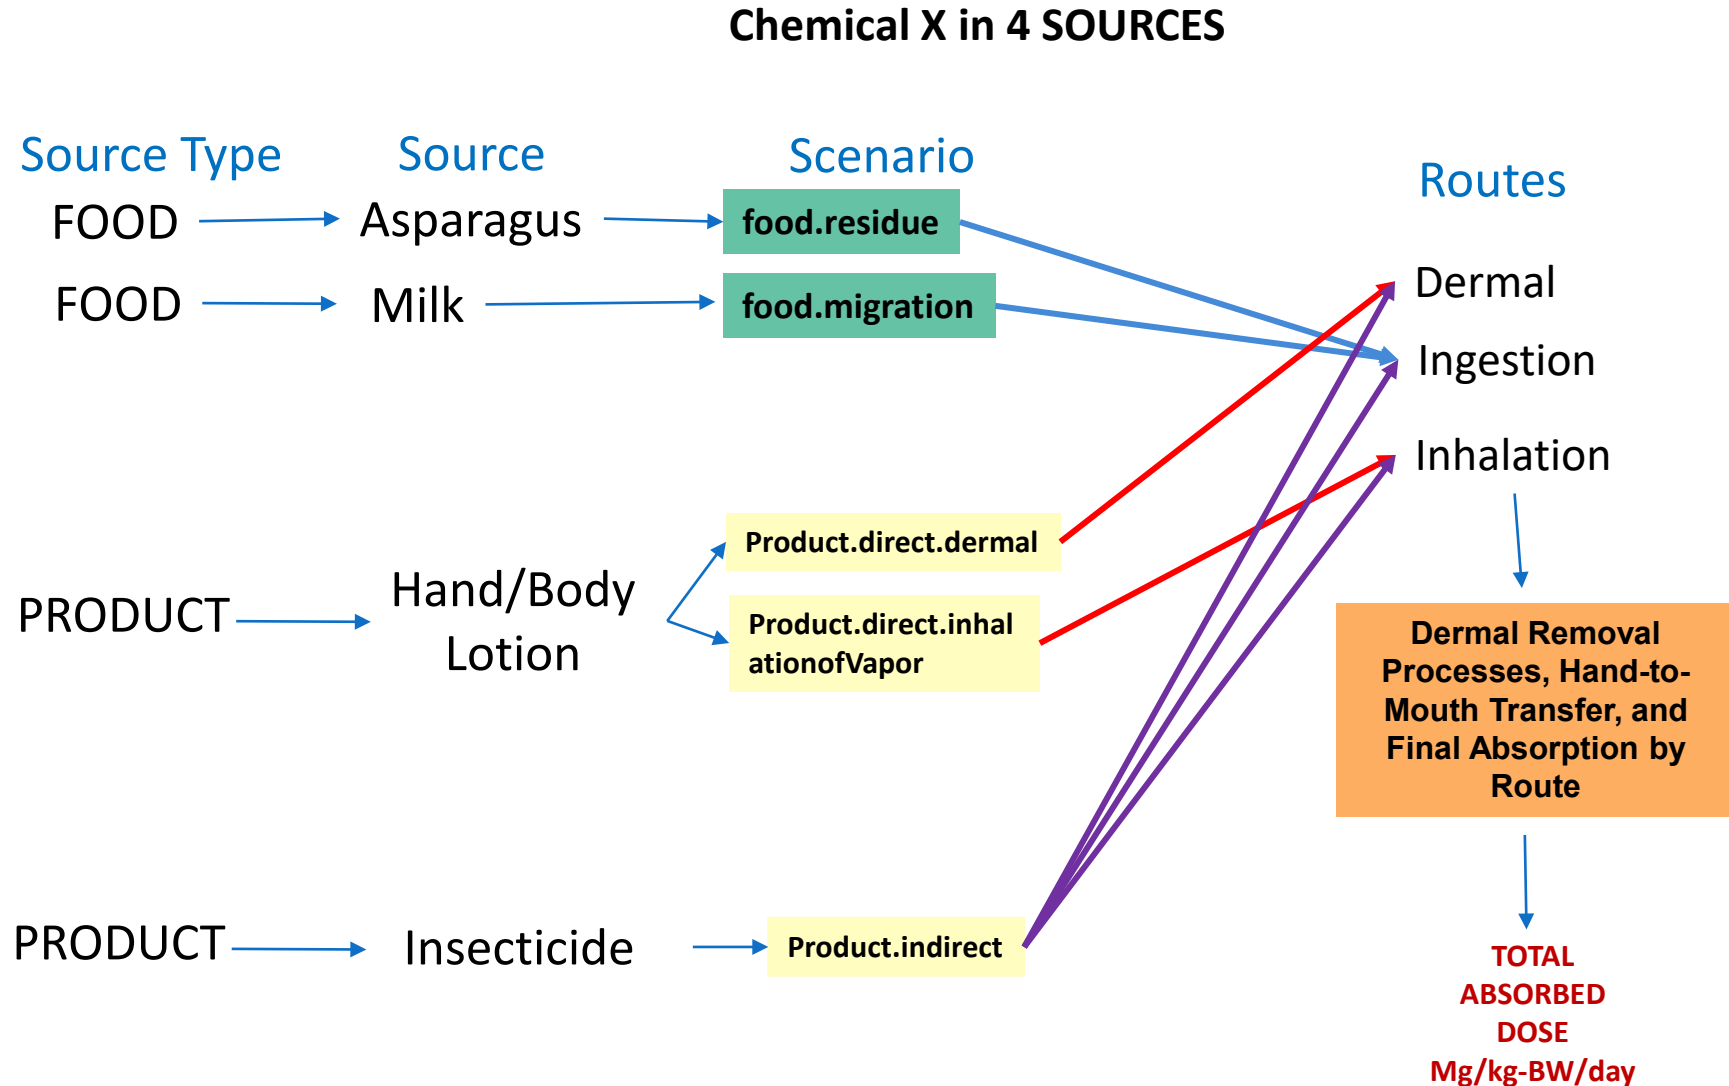 Chemical X in 4 SOURCES
Source Type
Source
Scenario
Routes
FOOD
Asparagus
food.residue
FOOD
Milk
food.migration
Dermal
Ingestion
Inhalation
PRODUCT
Hand/Body
Lotion
Product.direct.dermal
Product.direct.inhal
ationofVapor
Dermal Removal
Processes, Hand-to-
Mouth Transfer, and
Final Absorption by
Route
PRODUCT
Insecticide
Product.indirect
TOTAL
ABSORBED
DOSE
Mg/kg-BW/day